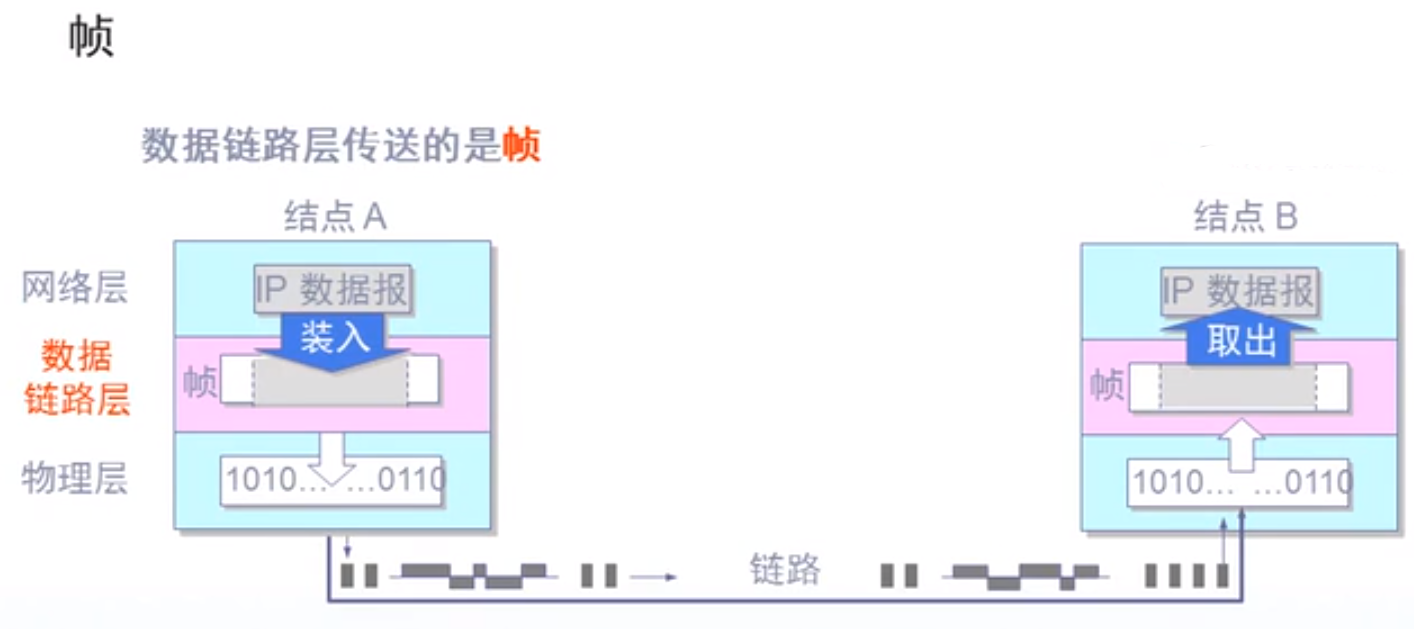 帧
数据链路层传送的是帧
结点 A
结点 B
网络层
IP 数据报
IP 数据报
装入
取出
数据
链路层
帧
帧
物理层
1010… …0110
1010… …0110
链路